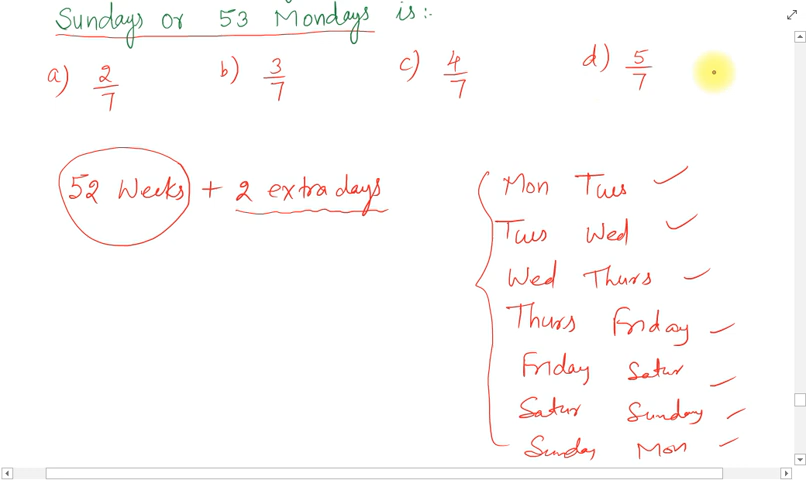 Sundays or 53 Mondays is:-
a) 2/7 b) 3/7 c) 4/7 d) 5/7
52 Weeks + 2 extra days
Mon Tues
Tues Wed
Wed Thurs
Thurs Friday
Friday Satur
Satur Sunday
Sunday Mon